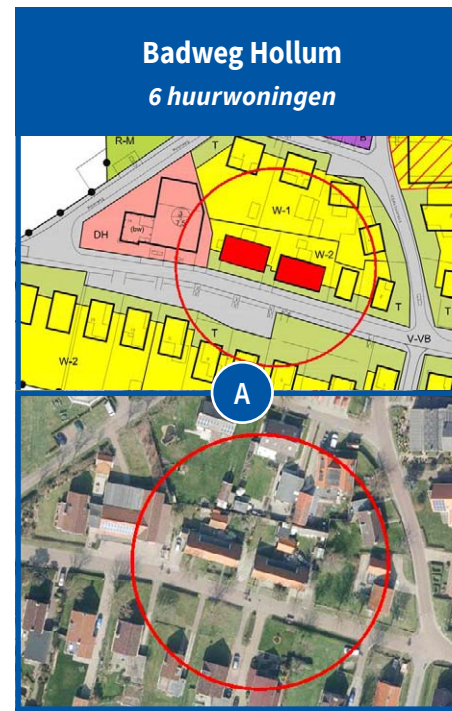 Badweg Hollum
6 huurwoningen
R-M
T
B
W-1
DH
(bw)
W-2
T
T
T
V-VB
W-2
A